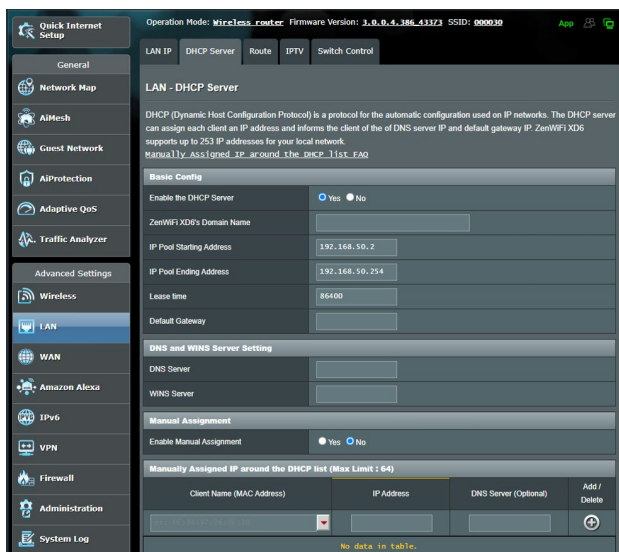 Quick Internet
Setup
General
Network Map
AiMesh
Guest Network
AiProtection
Adaptive QoS
Traffic Analyzer
Advanced Settings
Wireless
LAN
WAN
Amazon Alexa
IPv6
VPN
Firewall
Administration
System Log
Operation Mode: Wireless router Firmware Version: 3.0.0.4.386_43373 SSID: 000030
App
LAN IP DHCP Server Route IPTV Switch Control
LAN - DHCP Server
DHCP (Dynamic Host Configuration Protocol) is a protocol for the automatic configuration used on IP networks. The DHCP server
can assign each client an IP address and informs the client of the of DNS server IP and default gateway IP. ZenWiFi XD6
supports up to 253 IP addresses for your local network.
Manually Assigned IP around the DHCP list FAQ
Basic Config
Enable the DHCP Server Yes No
ZenWiFi XD6's Domain Name
IP Pool Starting Address 192.168.50.2
IP Pool Ending Address 192.168.50.254
Lease time 86400
Default Gateway
DNS and WINS Server Setting
DNS Server
WINS Server
Manual Assignment
Enable Manual Assignment Yes No
Manually Assigned IP around the DHCP list (Max Limit : 64)
Client Name (MAC Address) IP Address DNS Server (Optional) Add /
Delete
No data in table.